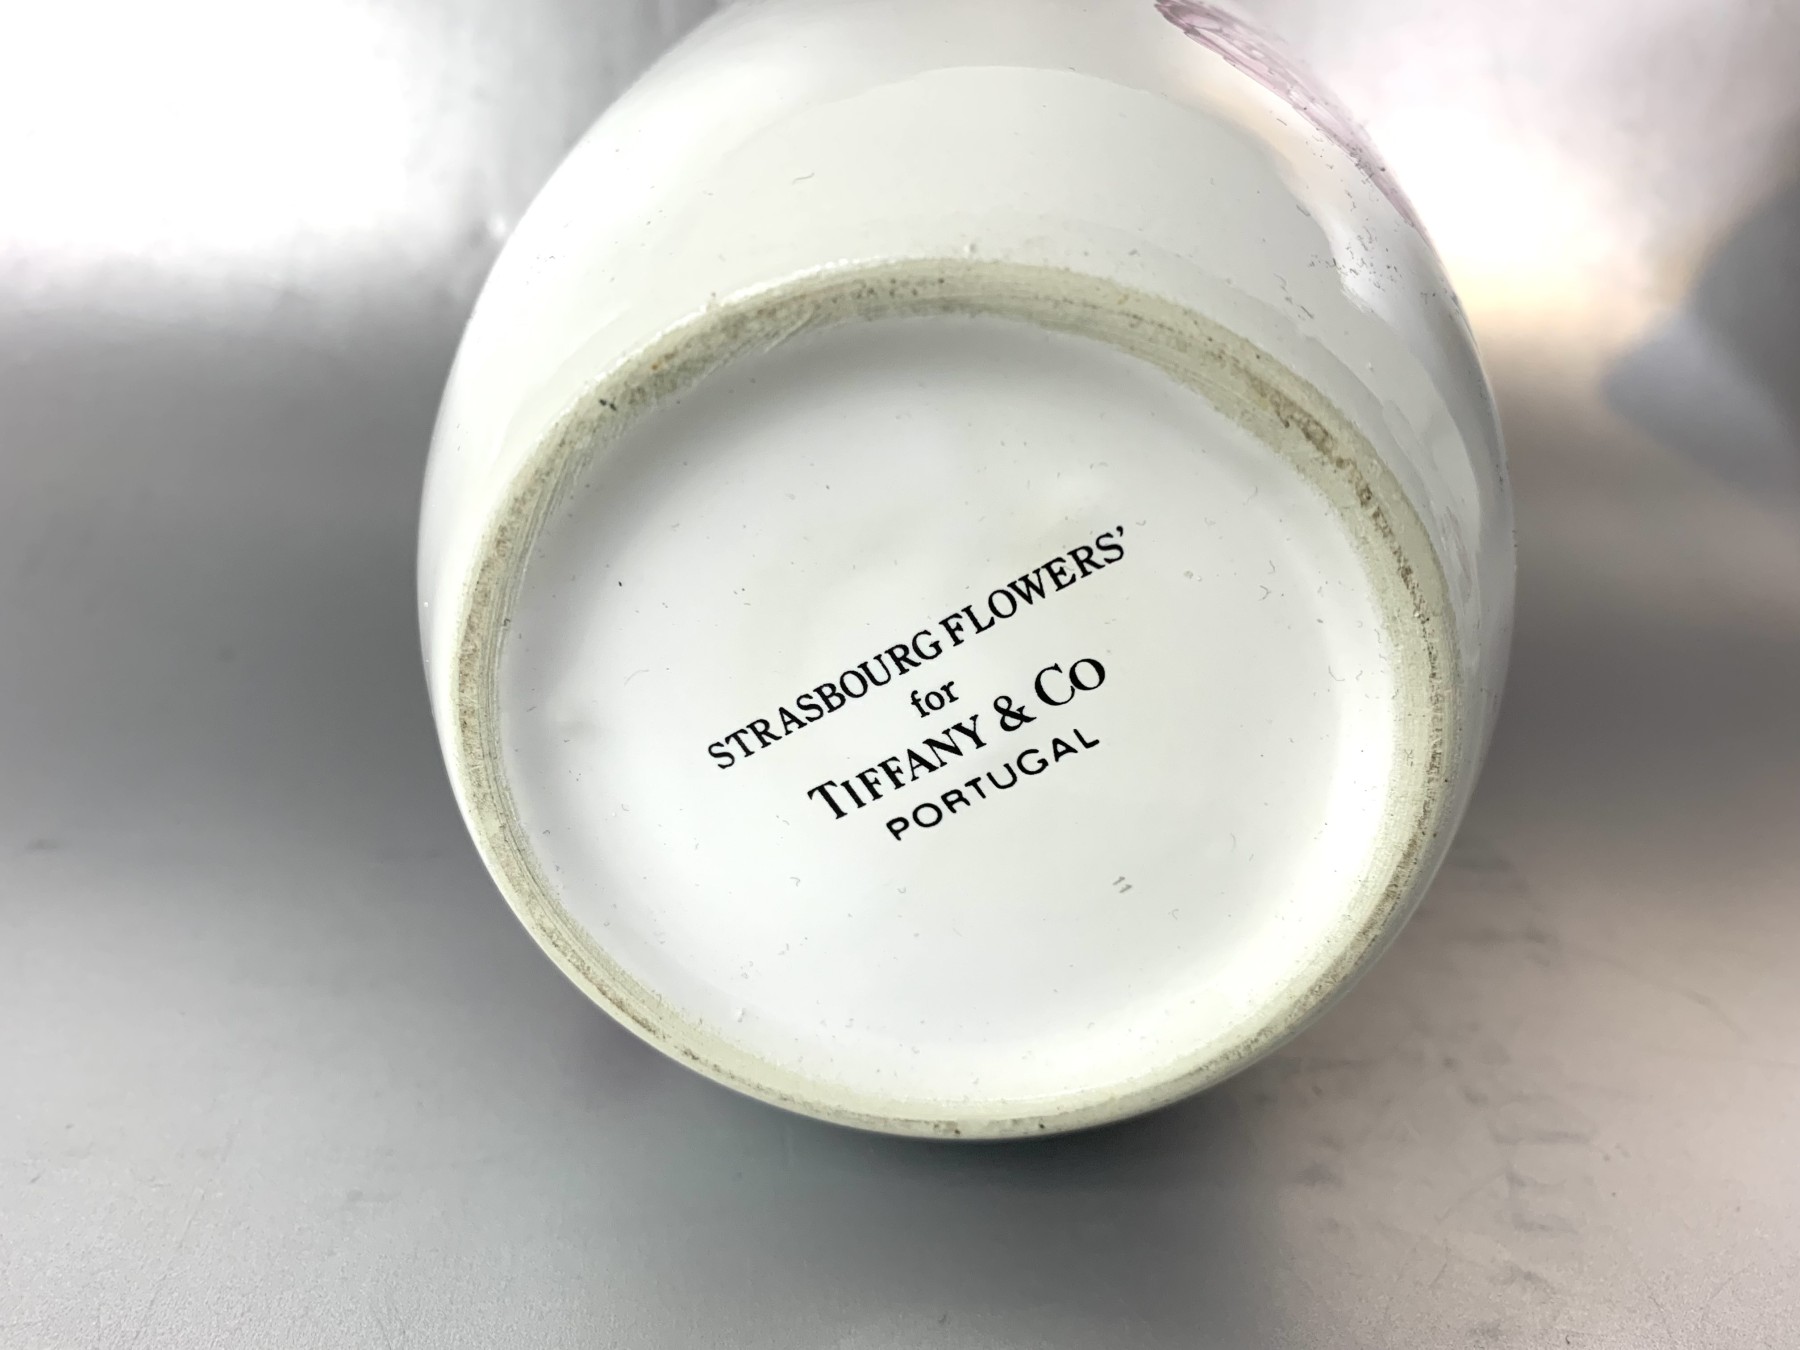 STRASBOURG FLOWERS'
for
TIFFANY & CO
PORTUGAL